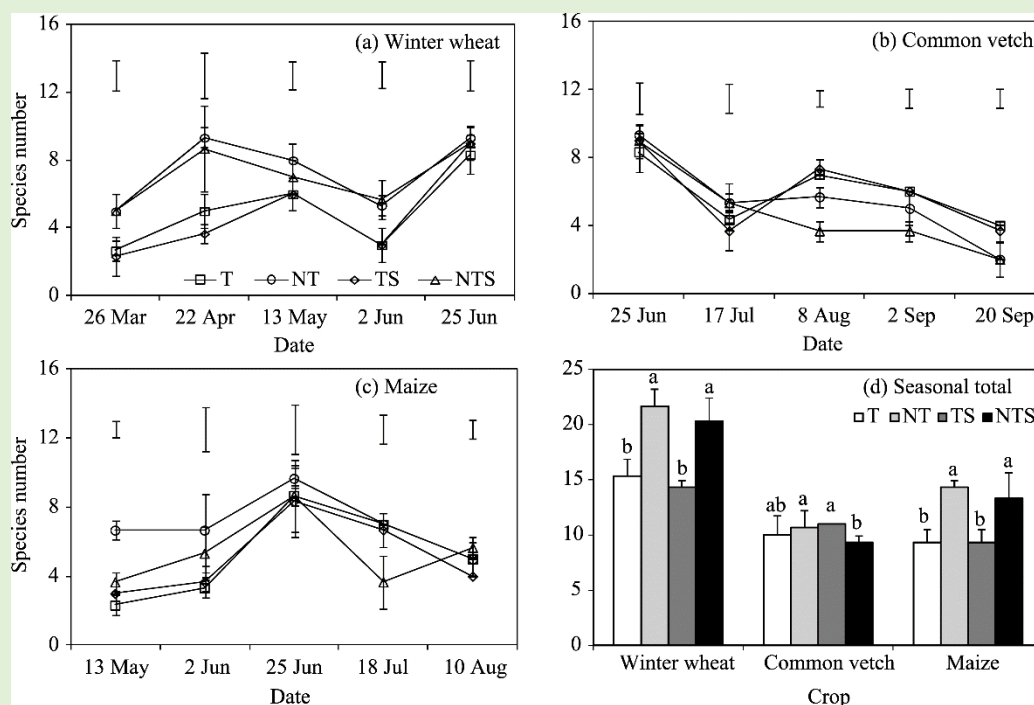 (a) Winter wheat
16
12
8
4
0
Species number
T NT TS NTS
26 Mar 22 Apr 13 May 2 Jun 25 Jun
Date
(b) Common vetch
16
12
8
4
0
25 Jun 17 Jul 8 Aug 2 Sep 20 Sep
Date
(c) Maize
16
12
8
4
0
Species number
13 May 2 Jun 25 Jun 18 Jul 10 Aug
Date
(d) Seasonal total
T NT TS NTS
25
20
15
10
5
0
b a b a
ab a a b
b a b a
Winter wheat Common vetch Maize
Crop